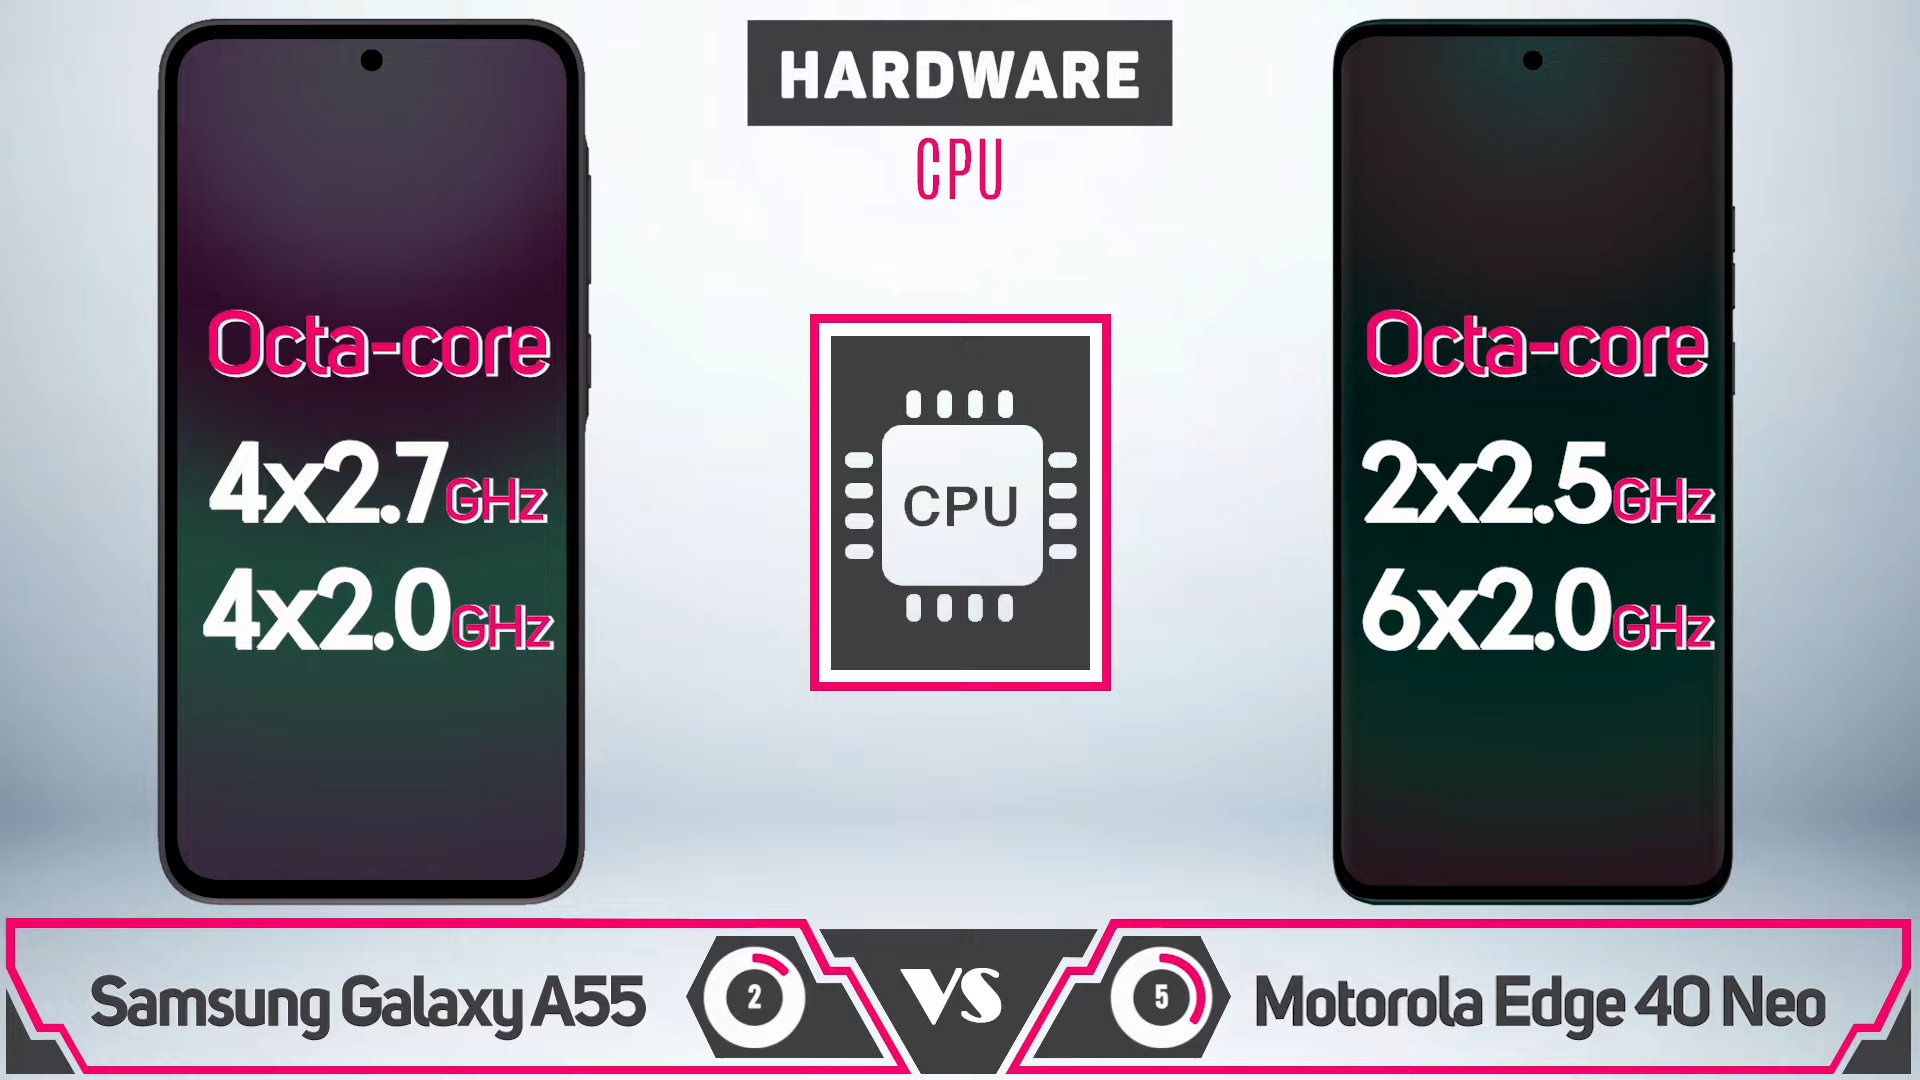 HARDWARE
CPU
Octa-core
4x2.7GHz
4x2.0GHz
CPU
Octa-core
2x2.5GHz
6x2.0GHz
Samsung Galaxy A55
2
VS
5
Motorola Edge 40 Neo